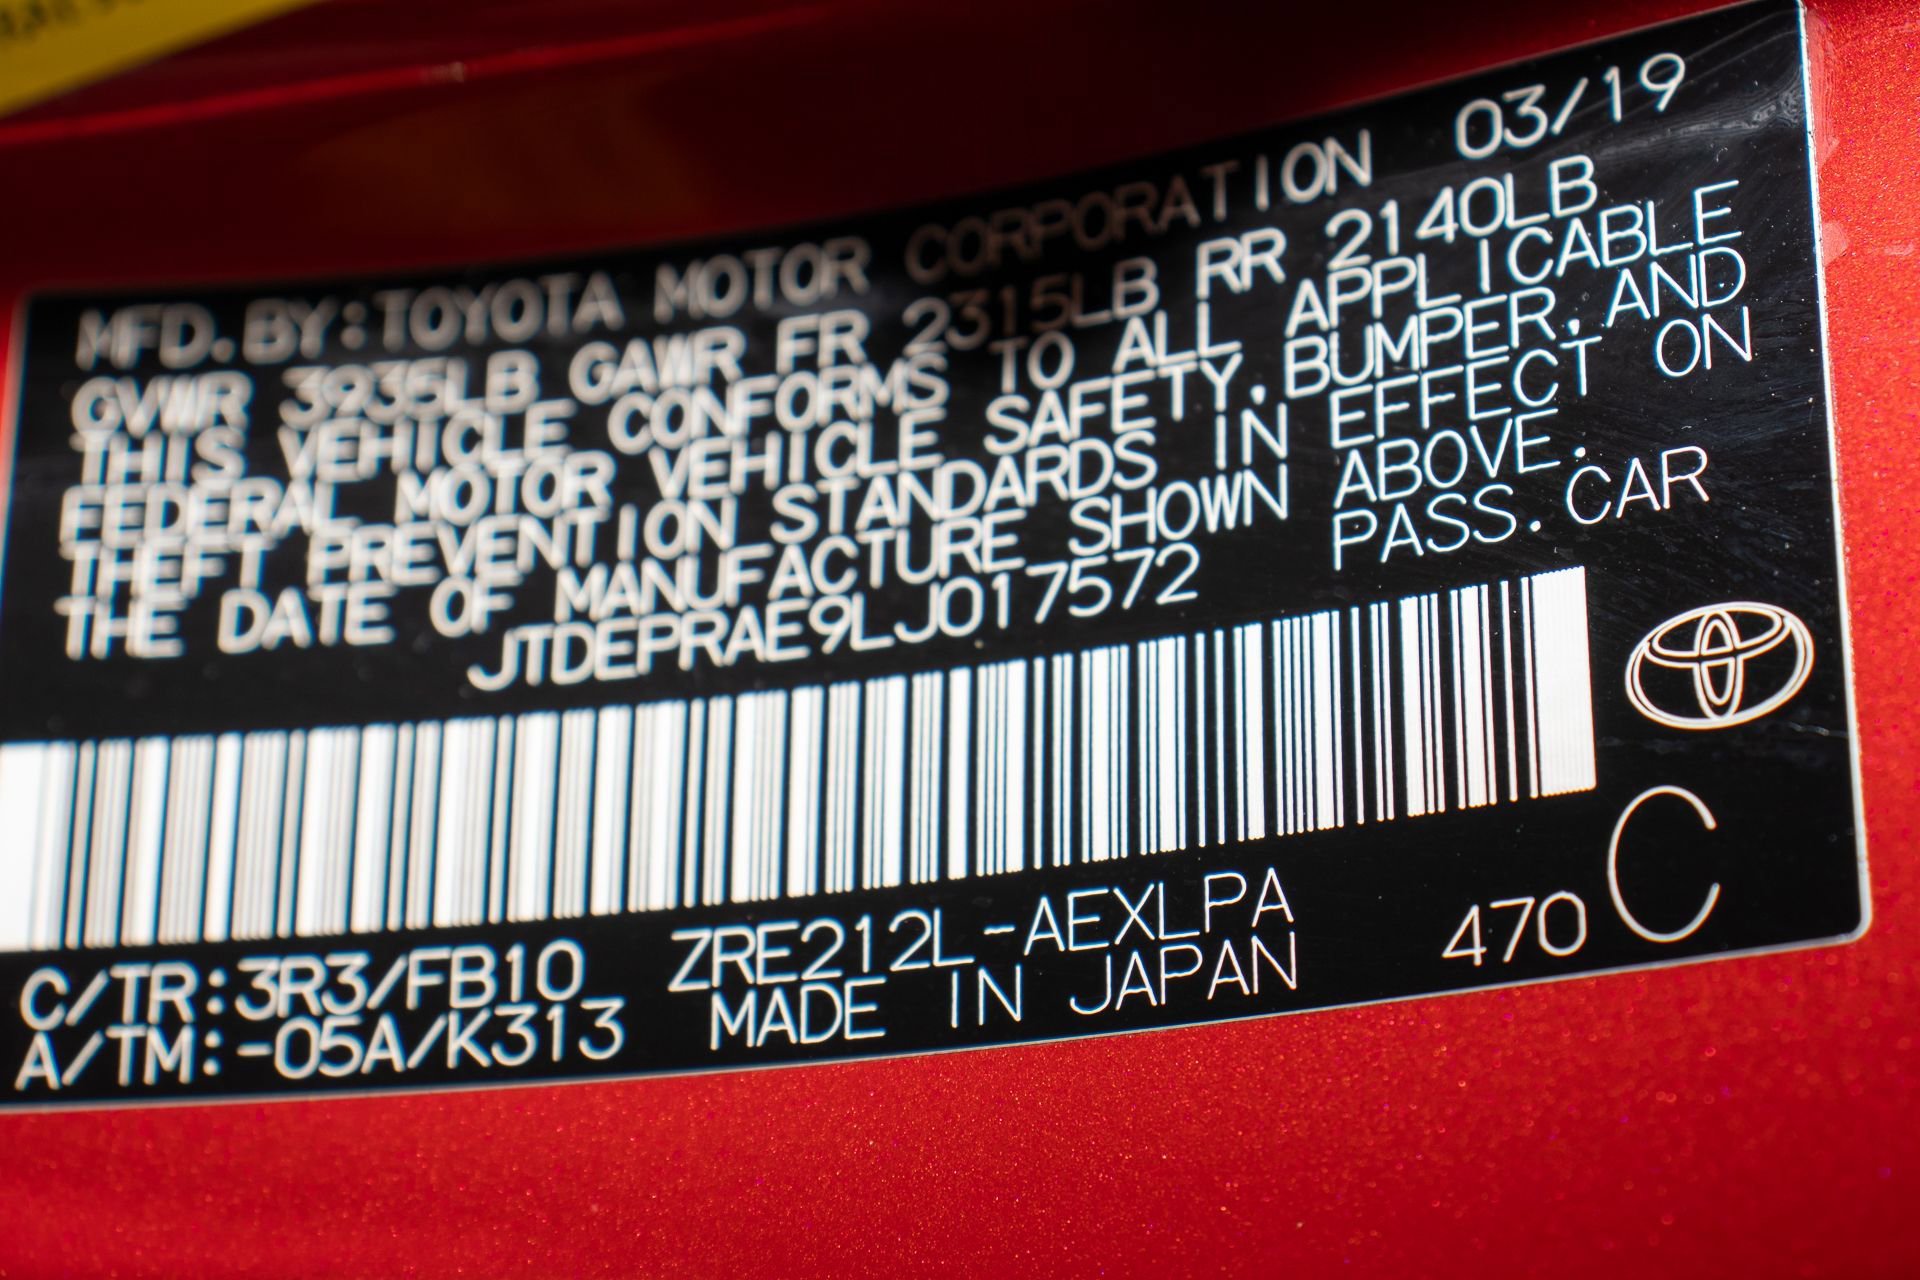 MFD.BY:TOYOTA MOTOR CORPORATION 03/19
GVWR 3935LB GAWR FR 2315LB RR 2140LB
THIS VEHICLE CONFORMS TO ALL APPLICABLE
FEDERAL MOTOR VEHICLE SAFETY,BUMPER,AND
THEFT PREVENTION STANDARDS IN EFFECT ON
THE DATE OF MANUFACTURE SHOWN ABOVE.
JTDEPRAE9LJ017572 PASS.CAR
C/TR:3R3/FB10 ZRE212L-AEXLPA 470 C
A/TM:-05A/K313 MADE IN JAPAN